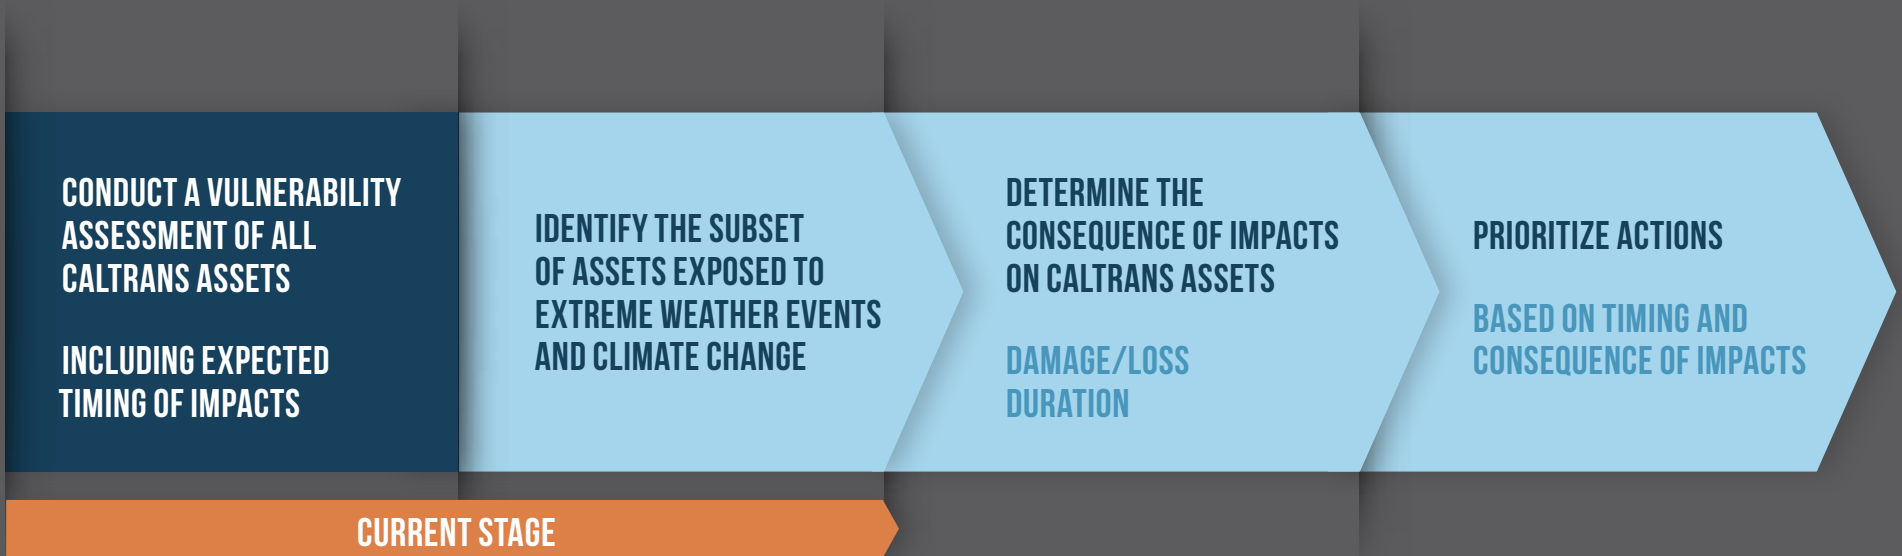 CONDUCT A VULNERABILITY
ASSESSMENT OF ALL
CALTRANS ASSETS
INCLUDING EXPECTED
TIMING OF IMPACTS
IDENTIFY THE SUBSET
OF ASSETS EXPOSED TO
EXTREME WEATHER EVENTS
AND CLIMATE CHANGE
DETERMINE THE
CONSEQUENCE OF IMPACTS
ON CALTRANS ASSETS
DAMAGE/LOSS
DURATION
PRIORITIZE ACTIONS
BASED ON TIMING AND
CONSEQUENCE OF IMPACTS
CURRENT STAGE